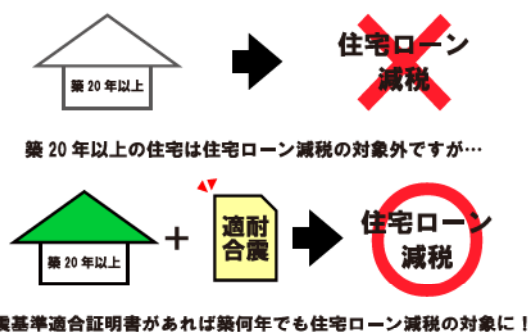 築20年以上
住宅ローン
減税
築20年以上の住宅は住宅ローン減税の対象外ですが…
築20年以上
+
耐震
適合
住宅ローン
減税
震基準適合証明書があれば築何年でも住宅ローン減税の対象に!